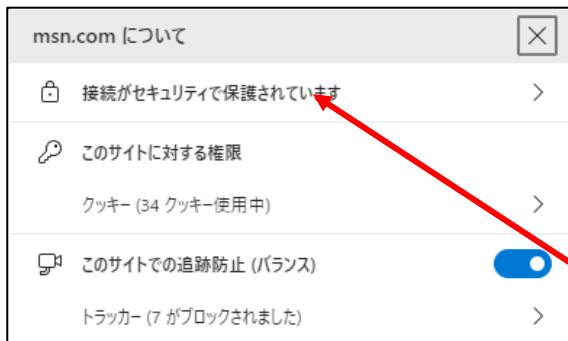 msn.com について
接続がセキュリティで保護されています
このサイトに対する権限
クッキー (34 クッキー使用中)
このサイトでの追跡防止 (バランス)
トラッカー (7 がブロックされました)